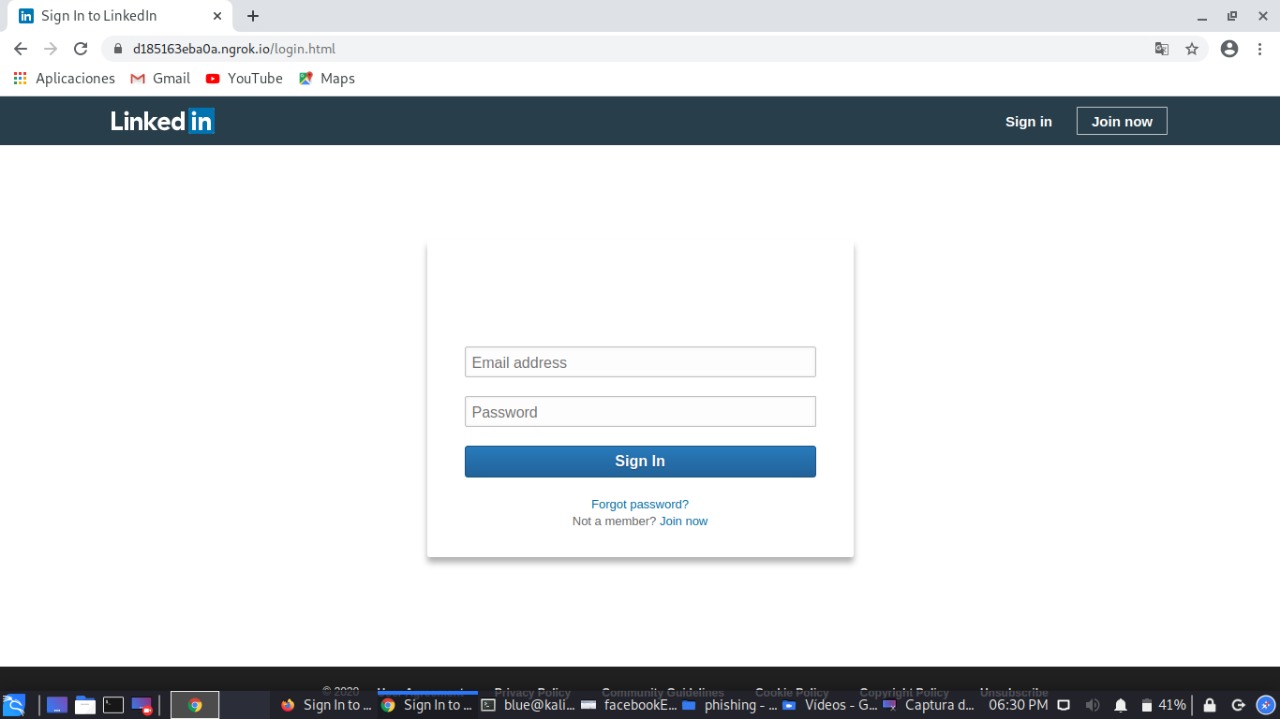 Sign In to LinkedIn
d185163eba0a.ngrok.io/login.html
Aplicaciones Gmail YouTube Maps
Linked in Sign in Join now
Email address
Password
Sign In
Forgot password?
Not a member? Join now
© 2020 User Agreement Privacy Policy Community Guidelines Cookie Policy Copyright Policy Unsubscribe
Sign In to ... Sign In to ... blue@kali... facebookE... phishing - ... Videos - G... Captura d... 06:30 PM 41%